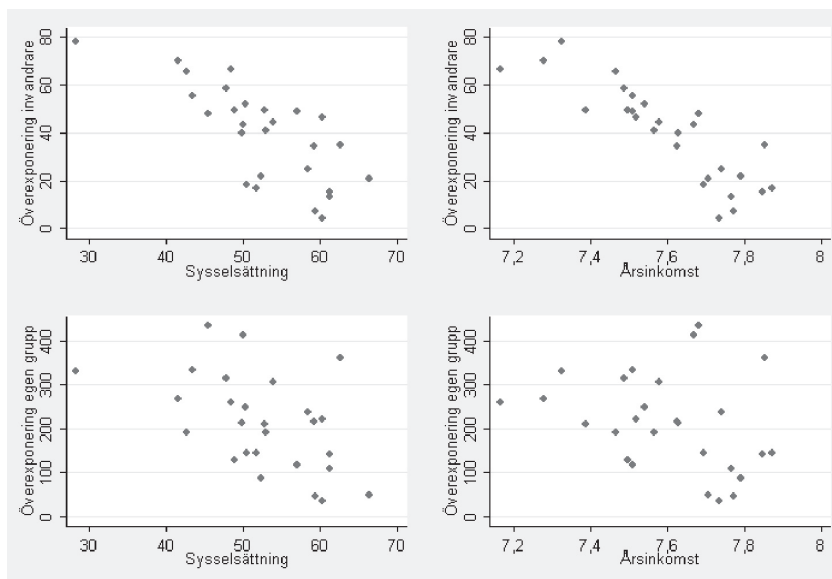 Överexponering invandrare
80
60
40
20
0
30 40 50 60 70
Sysselsättning
Överexponering invandrare
80
60
40
20
0
7,2 7,4 7,6 7,8 8
Årsinkomst
Överexponering egen grupp
400
300
200
100
0
30 40 50 60 70
Sysselsättning
Överexponering egen grupp
400
300
200
100
0
7,2 7,4 7,6 7,8 8
Årsinkomst